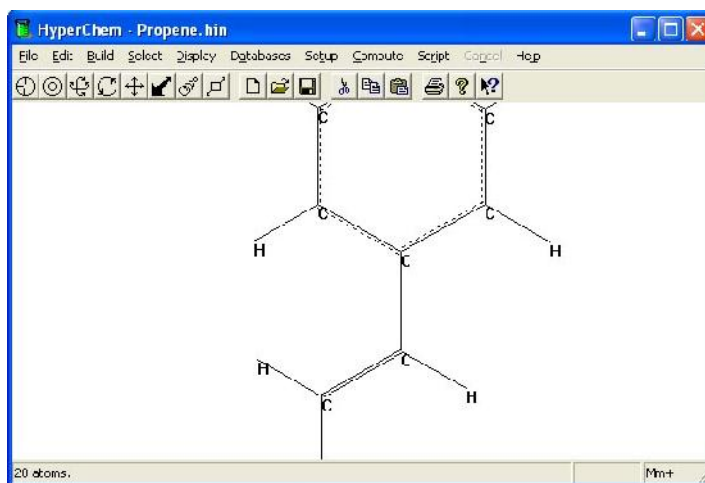 HyperChem - Propene.hin
File Edit Build Select Display Databases Setup Compute Script Cancel Help
C C
C C
H C H
H C H
C
20 atoms. Mm+